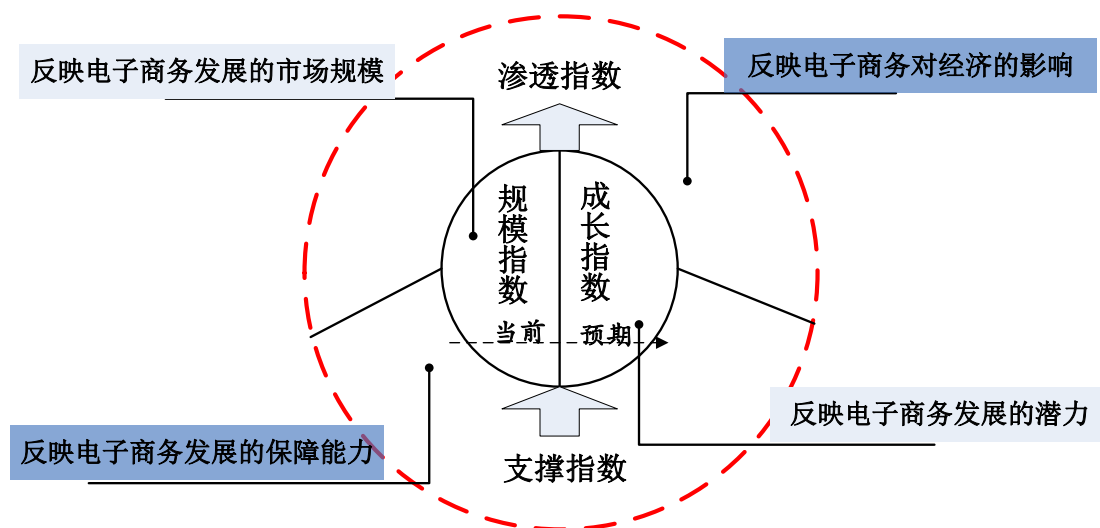 反映电子商务发展的市场规模
渗透指数
反映电子商务对经济的影响
规模指数
成长指数
当前
预期
反映电子商务发展的潜力
反映电子商务发展的保障能力
支撑指数